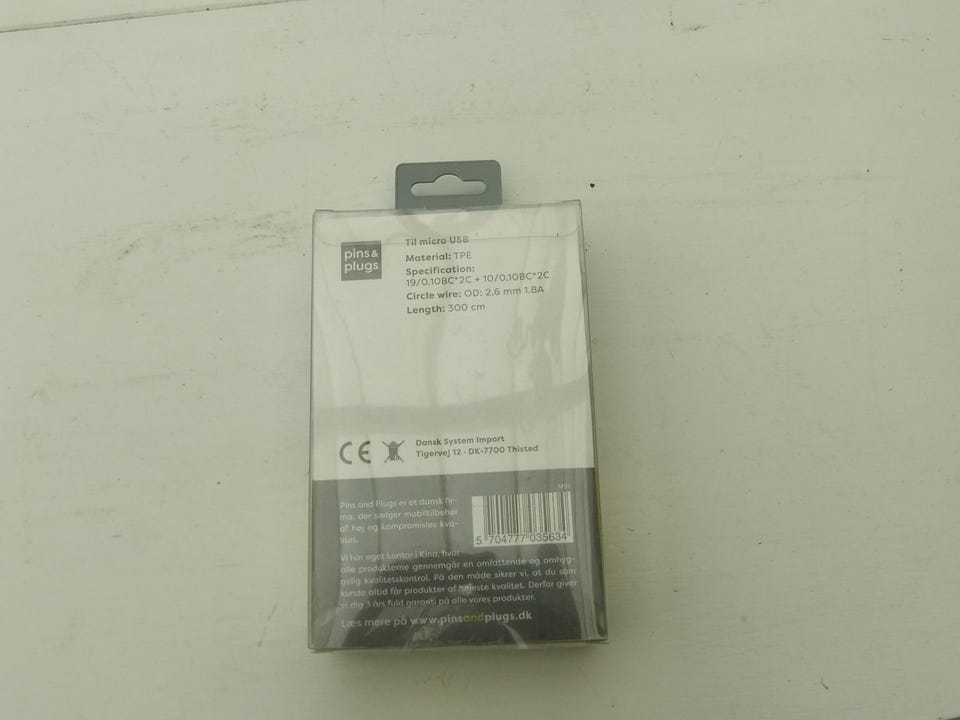 pins &
plugs
Til micro USB
Material: TPE
Specification:
19/0.10BC*2C + 10/0,10BC*2C
Circle wire: OD: 2.6 mm 1.8A
Length: 300 cm
CE
Dansk System Import
Tigervej 12 · DK-7700 Thisted
Pins and Plugs er et dansk fir-
ma, der sælger mobiltilbehør
af høj og kompromisløs kva-
litet.
Vi har eget kontor i Kina, hvor
alle produkterne gennemgår en omfattende og omhyg-
gelig kvalitetskontrol. På den måde sikrer vi, at du som
kunde altid får produkter af højeste kvalitet. Derfor giver
vi dig 3 års fuld garanti på alle vores produkter.
Læs mere på www.pinsandplugs.dk
5 704777 035634